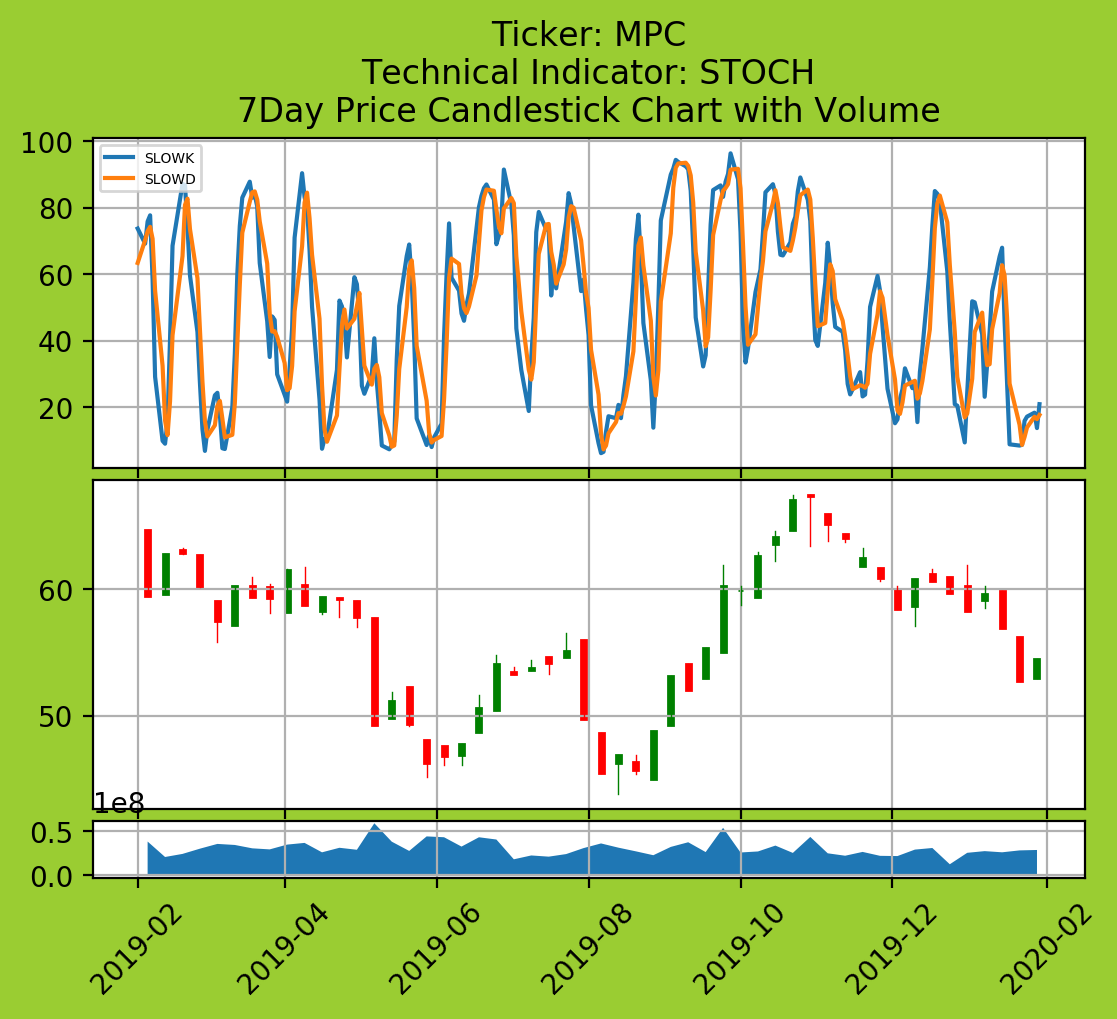 Ticker: MPC
Technical Indicator: STOCH
7Day Price Candlestick Chart with Volume
100
80
60
40
20
SLOWK
SLOWD
60
50
1e8
0.5
0.0
2019-02
2019-04
2019-06
2019-08
2019-10
2019-12
2020-02